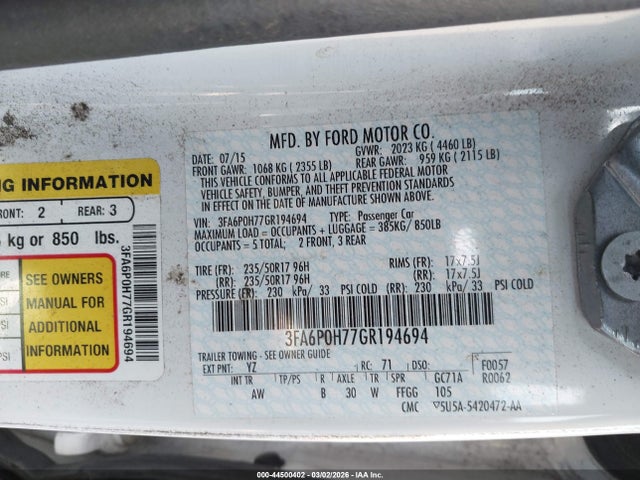 MFD. BY FORD MOTOR CO.
DATE: 07/15 GVWR: 2023 KG ( 4460 LB)
FRONT GAWR: 1068 KG ( 2355 LB) REAR GAWR: 959 KG ( 2115 LB)
THIS VEHICLE CONFORMS TO ALL APPLICABLE FEDERAL MOTOR
VEHICLE SAFETY, BUMPER, AND THEFT PREVENTION STANDARDS
IN EFFECT ON THE DATE OF MANUFACTURE SHOWN ABOVE.
VIN: 3FA6P0H77GR194694 TYPE: Passenger Car
MAXIMUM LOAD = OCCUPANTS + LUGGAGE = 385KG/ 850LB
OCCUPANTS = 5 TOTAL; 2 FRONT, 3 REAR
TIRE (FR): 235/50R17 96H RIMS (FR): 17x7.5J
(RR): 235/50R17 96H (RR): 17x7.5J
PRESSURE (FR): 230 kPa/ 33 PSI COLD (RR): 230 kPa/33 PSI COLD
3FA6P0H77GR194694
TRAILER TOWING - SEE OWNER GUIDE
EXT PNT: YZ RC: 71 DSO: F0057
INT TR TP/PS R AXLE TR SPR GC71A R0062
AW B 30 W FFGG 105
CMC ▽5U5A-5420472-AA
NG INFORMATION
FRONT: 2 REAR: 3
kg or 850 lbs.
SEE OWNERS
MANUAL FOR
ADDITIONAL
INFORMATION
3FA6P0H77GR194694
IAA: 000-44500402 | 03/02/2026 - IAA Inc.